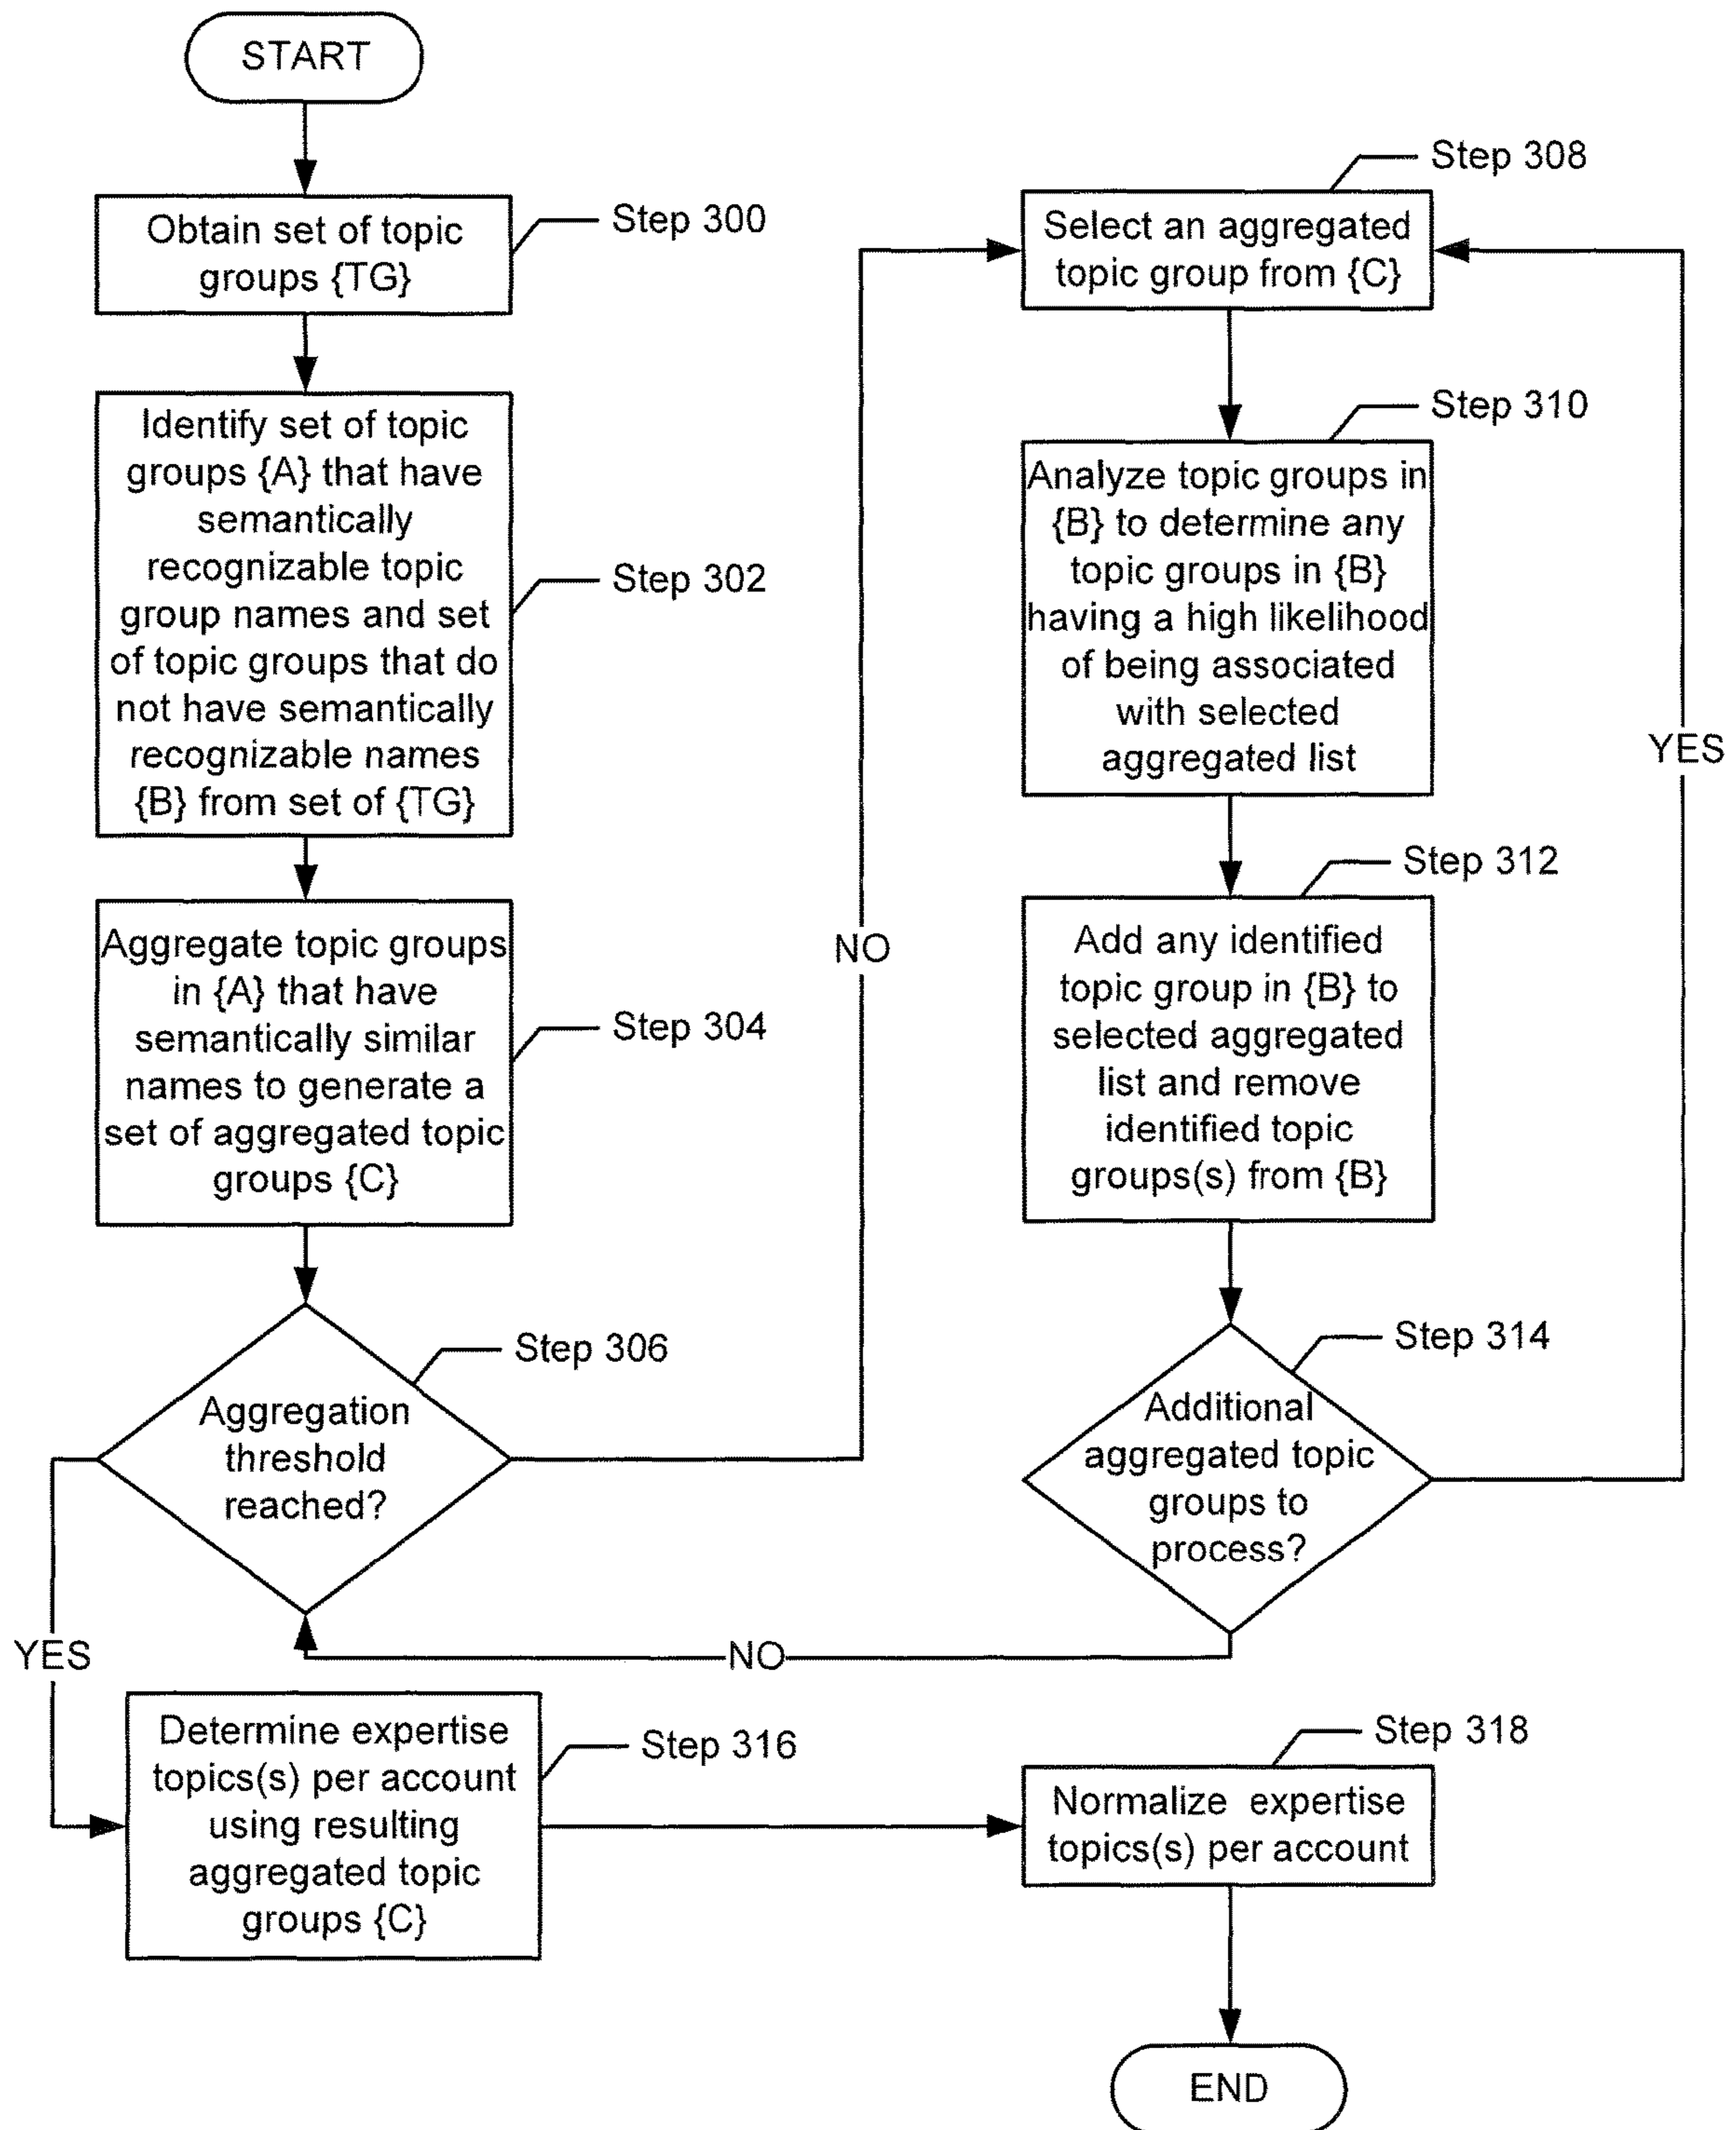 START
Obtain set of topic
groups {TG}
Step 300
Identify set of topic
groups {A} that have
semantically
recognizable topic
group names and set
of topic groups that do
not have semantically
recognizable names
{B} from set of {TG}
Step 302
Aggregate topic groups
in {A} that have
semantically similar
names to generate a
set of aggregated topic
groups {C}
Step 304
Aggregation
threshold
reached?
Step 306
NO
YES
Step 308
Select an aggregated
topic group from {C}
Step 310
Analyze topic groups in
{B} to determine any
topic groups in {B}
having a high likelihood
of being associated
with selected
aggregated list
Step 312
Add any identified
topic group in {B} to
selected aggregated
list and remove
identified topic
groups(s) from {B}
Step 314
Additional
aggregated topic
groups to
process?
YES
NO
Determine expertise
topics(s) per account
using resulting
aggregated topic
groups {C}
Step 316
Step 318
Normalize expertise
topics(s) per account
END